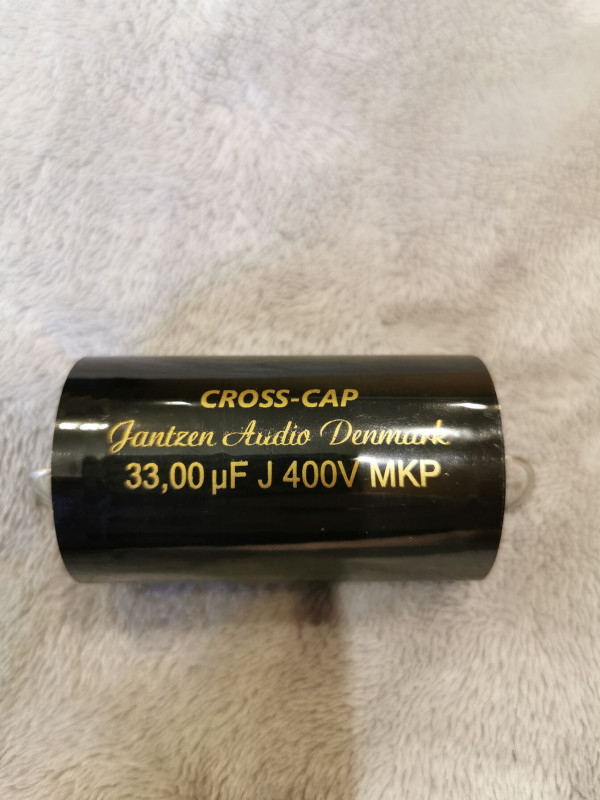 CROSS-CAP
Jantzen Audio Denmark
33,00 µF J 400V MKP